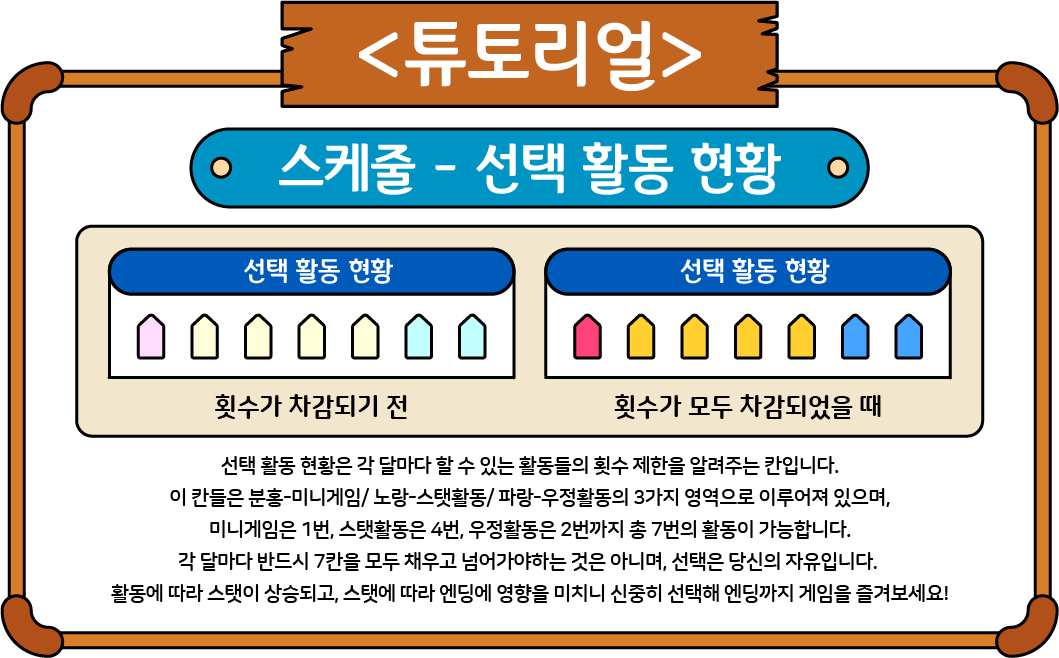 <튜토리얼>
스케줄 - 선택 활동 현황
선택 활동 현황
선택 활동 현황
횟수가 차감되기 전
횟수가 모두 차감되었을 때
선택 활동 현황은 각 달마다 할 수 있는 활동들의 횟수 제한을 알려주는 칸입니다.
이 칸들은 분홍-미니게임/ 노랑-스탯활동/ 파랑-우정활동의 3가지 영역으로 이루어져 있으며,
미니게임은 1번, 스탯활동은 4번, 우정활동은 2번까지 총 7번의 활동이 가능합니다.
각 달마다 반드시 7칸을 모두 채우고 넘어가야하는 것은 아니며, 선택은 당신의 자유입니다.
활동에 따라 스탯이 상승되고, 스탯에 따라 엔딩에 영향을 미치니 신중히 선택해 엔딩까지 게임을 즐겨보세요!